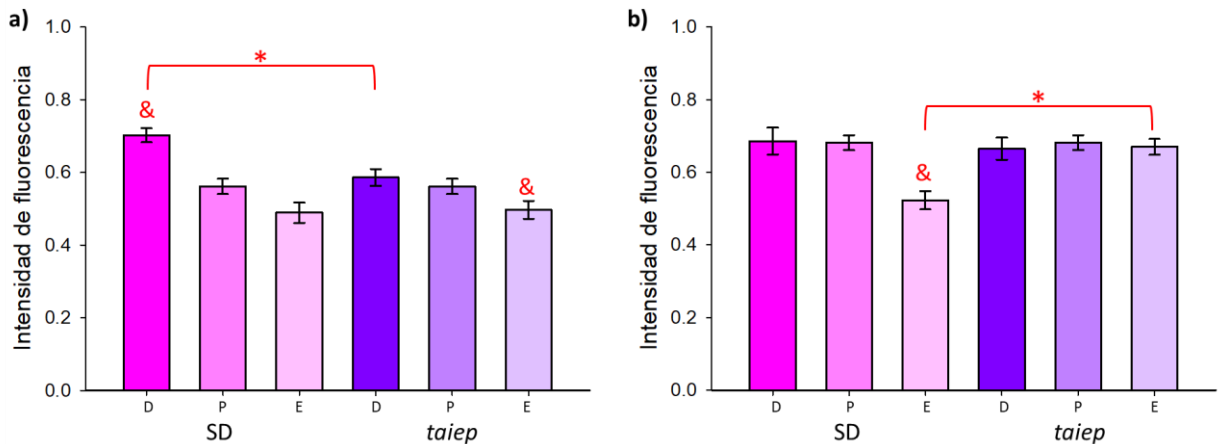 a)
Intensidad de fluorescencia
1.0
0.8
0.6
0.4
0.2
0.0
*
&
&
D P E D P E
SD taiep
b)
Intensidad de fluorescencia
1.0
0.8
0.6
0.4
0.2
0.0
*
&
D P E D P E
SD taiep